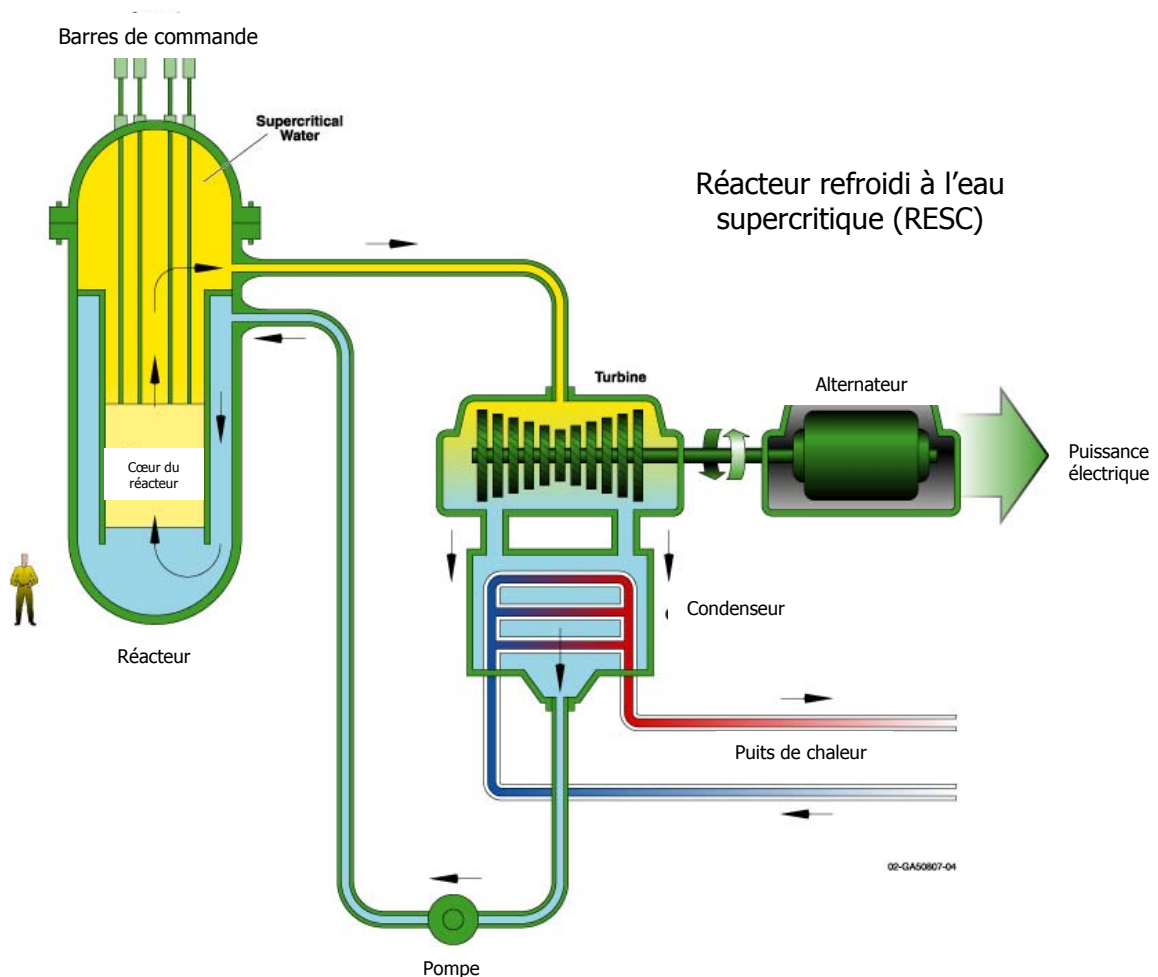 Barres de commande
Supercritical
Water
Réacteur refroidi à l’eau
supercritique (RESC)
Turbine
Alternateur
Puissance
électrique
Cœur du
réacteur
Condenseur
Réacteur
Puits de chaleur
02-GA50807-04
Pompe